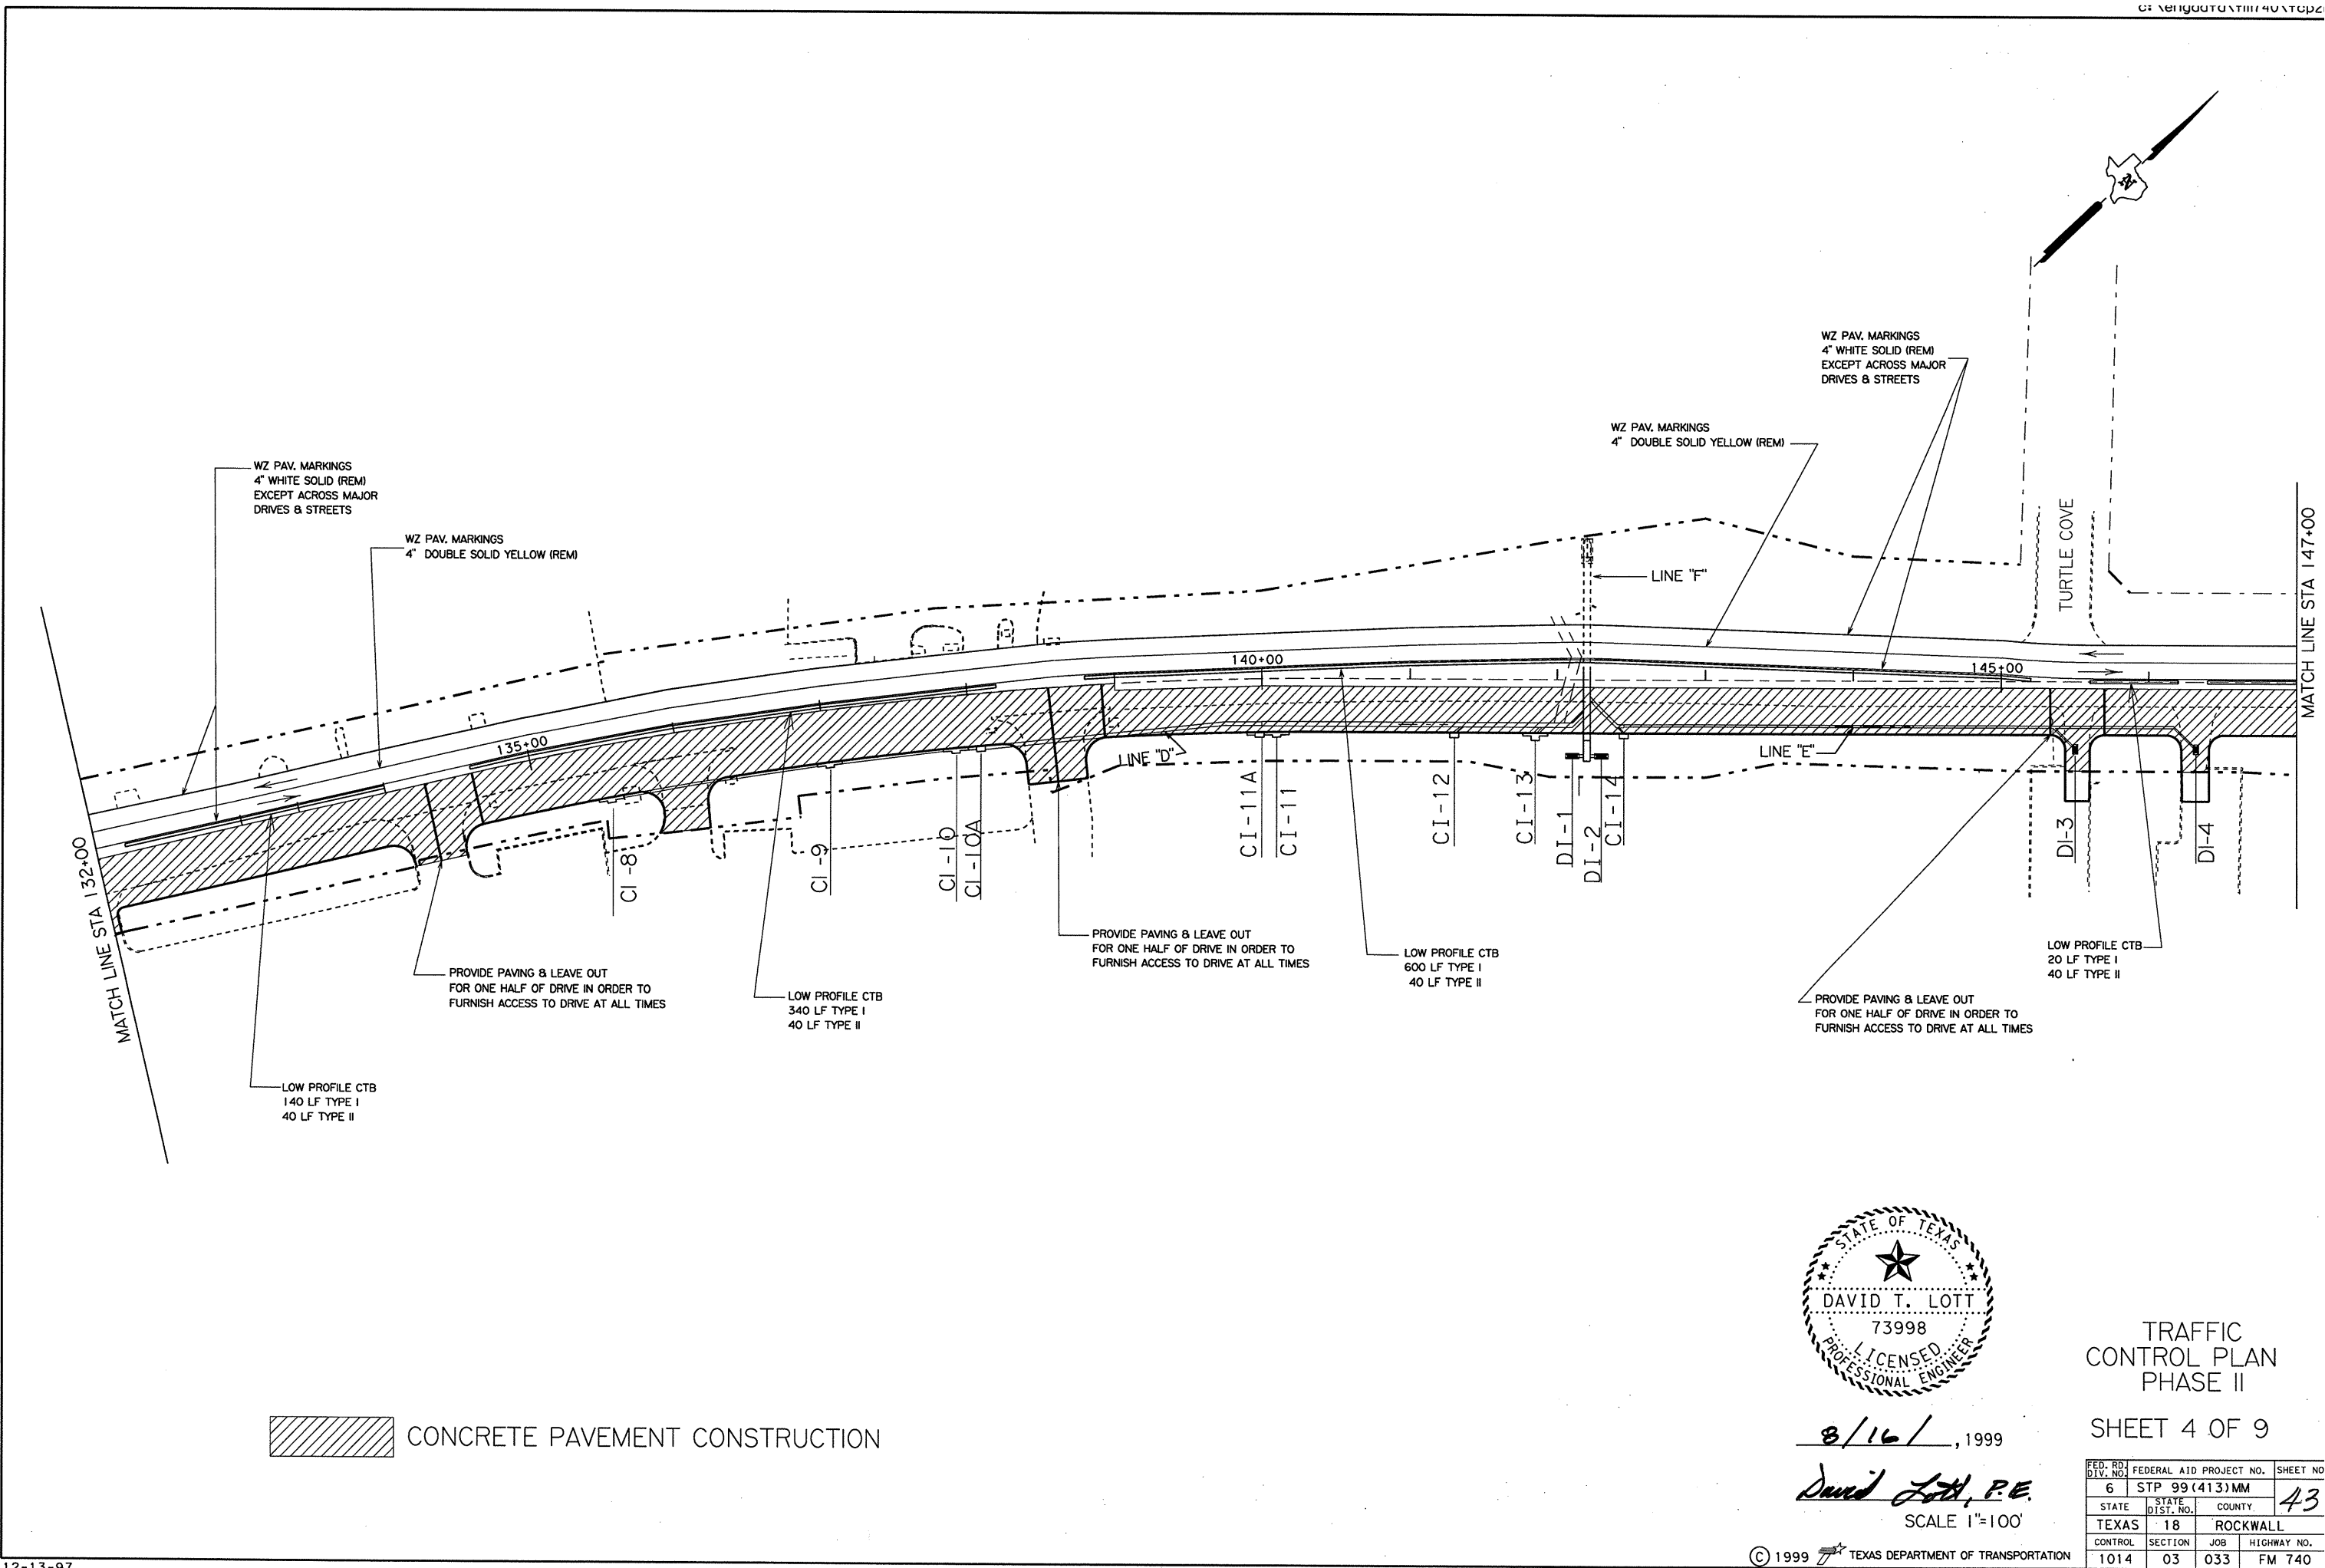 WZ PAV. MARKINGS
4" WHITE SOLID (REM)
EXCEPT ACROSS MAJOR
DRIVES & STREETS
WZ PAV. MARKINGS
4" DOUBLE SOLID YELLOW (REM)
WZ PAV. MARKINGS
4" DOUBLE SOLID YELLOW (REM)
WZ PAV. MARKINGS
4" WHITE SOLID (REM)
EXCEPT ACROSS MAJOR
DRIVES & STREETS
N
TURTLE COVE
MATCH LINE STA 147+00
LINE "F"
135+00
140+00
145+00
LINE "D"
LINE "E"
MATCH LINE STA 132+00
CI-8
CI-9
CI-10
CI-10A
CI-11A
CI-11
CI-12
CI-13
DI-1
DI-2
CI-14
DI-3
DI-4
LOW PROFILE CTB
140 LF TYPE I
40 LF TYPE II
PROVIDE PAVING & LEAVE OUT
FOR ONE HALF OF DRIVE IN ORDER TO
FURNISH ACCESS TO DRIVE AT ALL TIMES
LOW PROFILE CTB
340 LF TYPE I
40 LF TYPE II
PROVIDE PAVING & LEAVE OUT
FOR ONE HALF OF DRIVE IN ORDER TO
FURNISH ACCESS TO DRIVE AT ALL TIMES
LOW PROFILE CTB
600 LF TYPE I
40 LF TYPE II
PROVIDE PAVING & LEAVE OUT
FOR ONE HALF OF DRIVE IN ORDER TO
FURNISH ACCESS TO DRIVE AT ALL TIMES
LOW PROFILE CTB
20 LF TYPE I
40 LF TYPE II
CONCRETE PAVEMENT CONSTRUCTION
STATE OF TEXAS
DAVID T. LOTT
73998
LICENSED
PROFESSIONAL ENGINEER
8/16/, 1999
David Lott, P.E.
SCALE 1"=100'
© 1999 TEXAS DEPARTMENT OF TRANSPORTATION
TRAFFIC
CONTROL PLAN
PHASE II
SHEET 4 OF 9
FED. RD. DIV. NO. FEDERAL AID PROJECT NO. SHEET NO
6 STP 99(413)MM 43
STATE STATE DIST. NO. COUNTY
TEXAS 18 ROCKWALL
CONTROL SECTION JOB HIGHWAY NO.
1014 03 033 FM 740
12-13-97